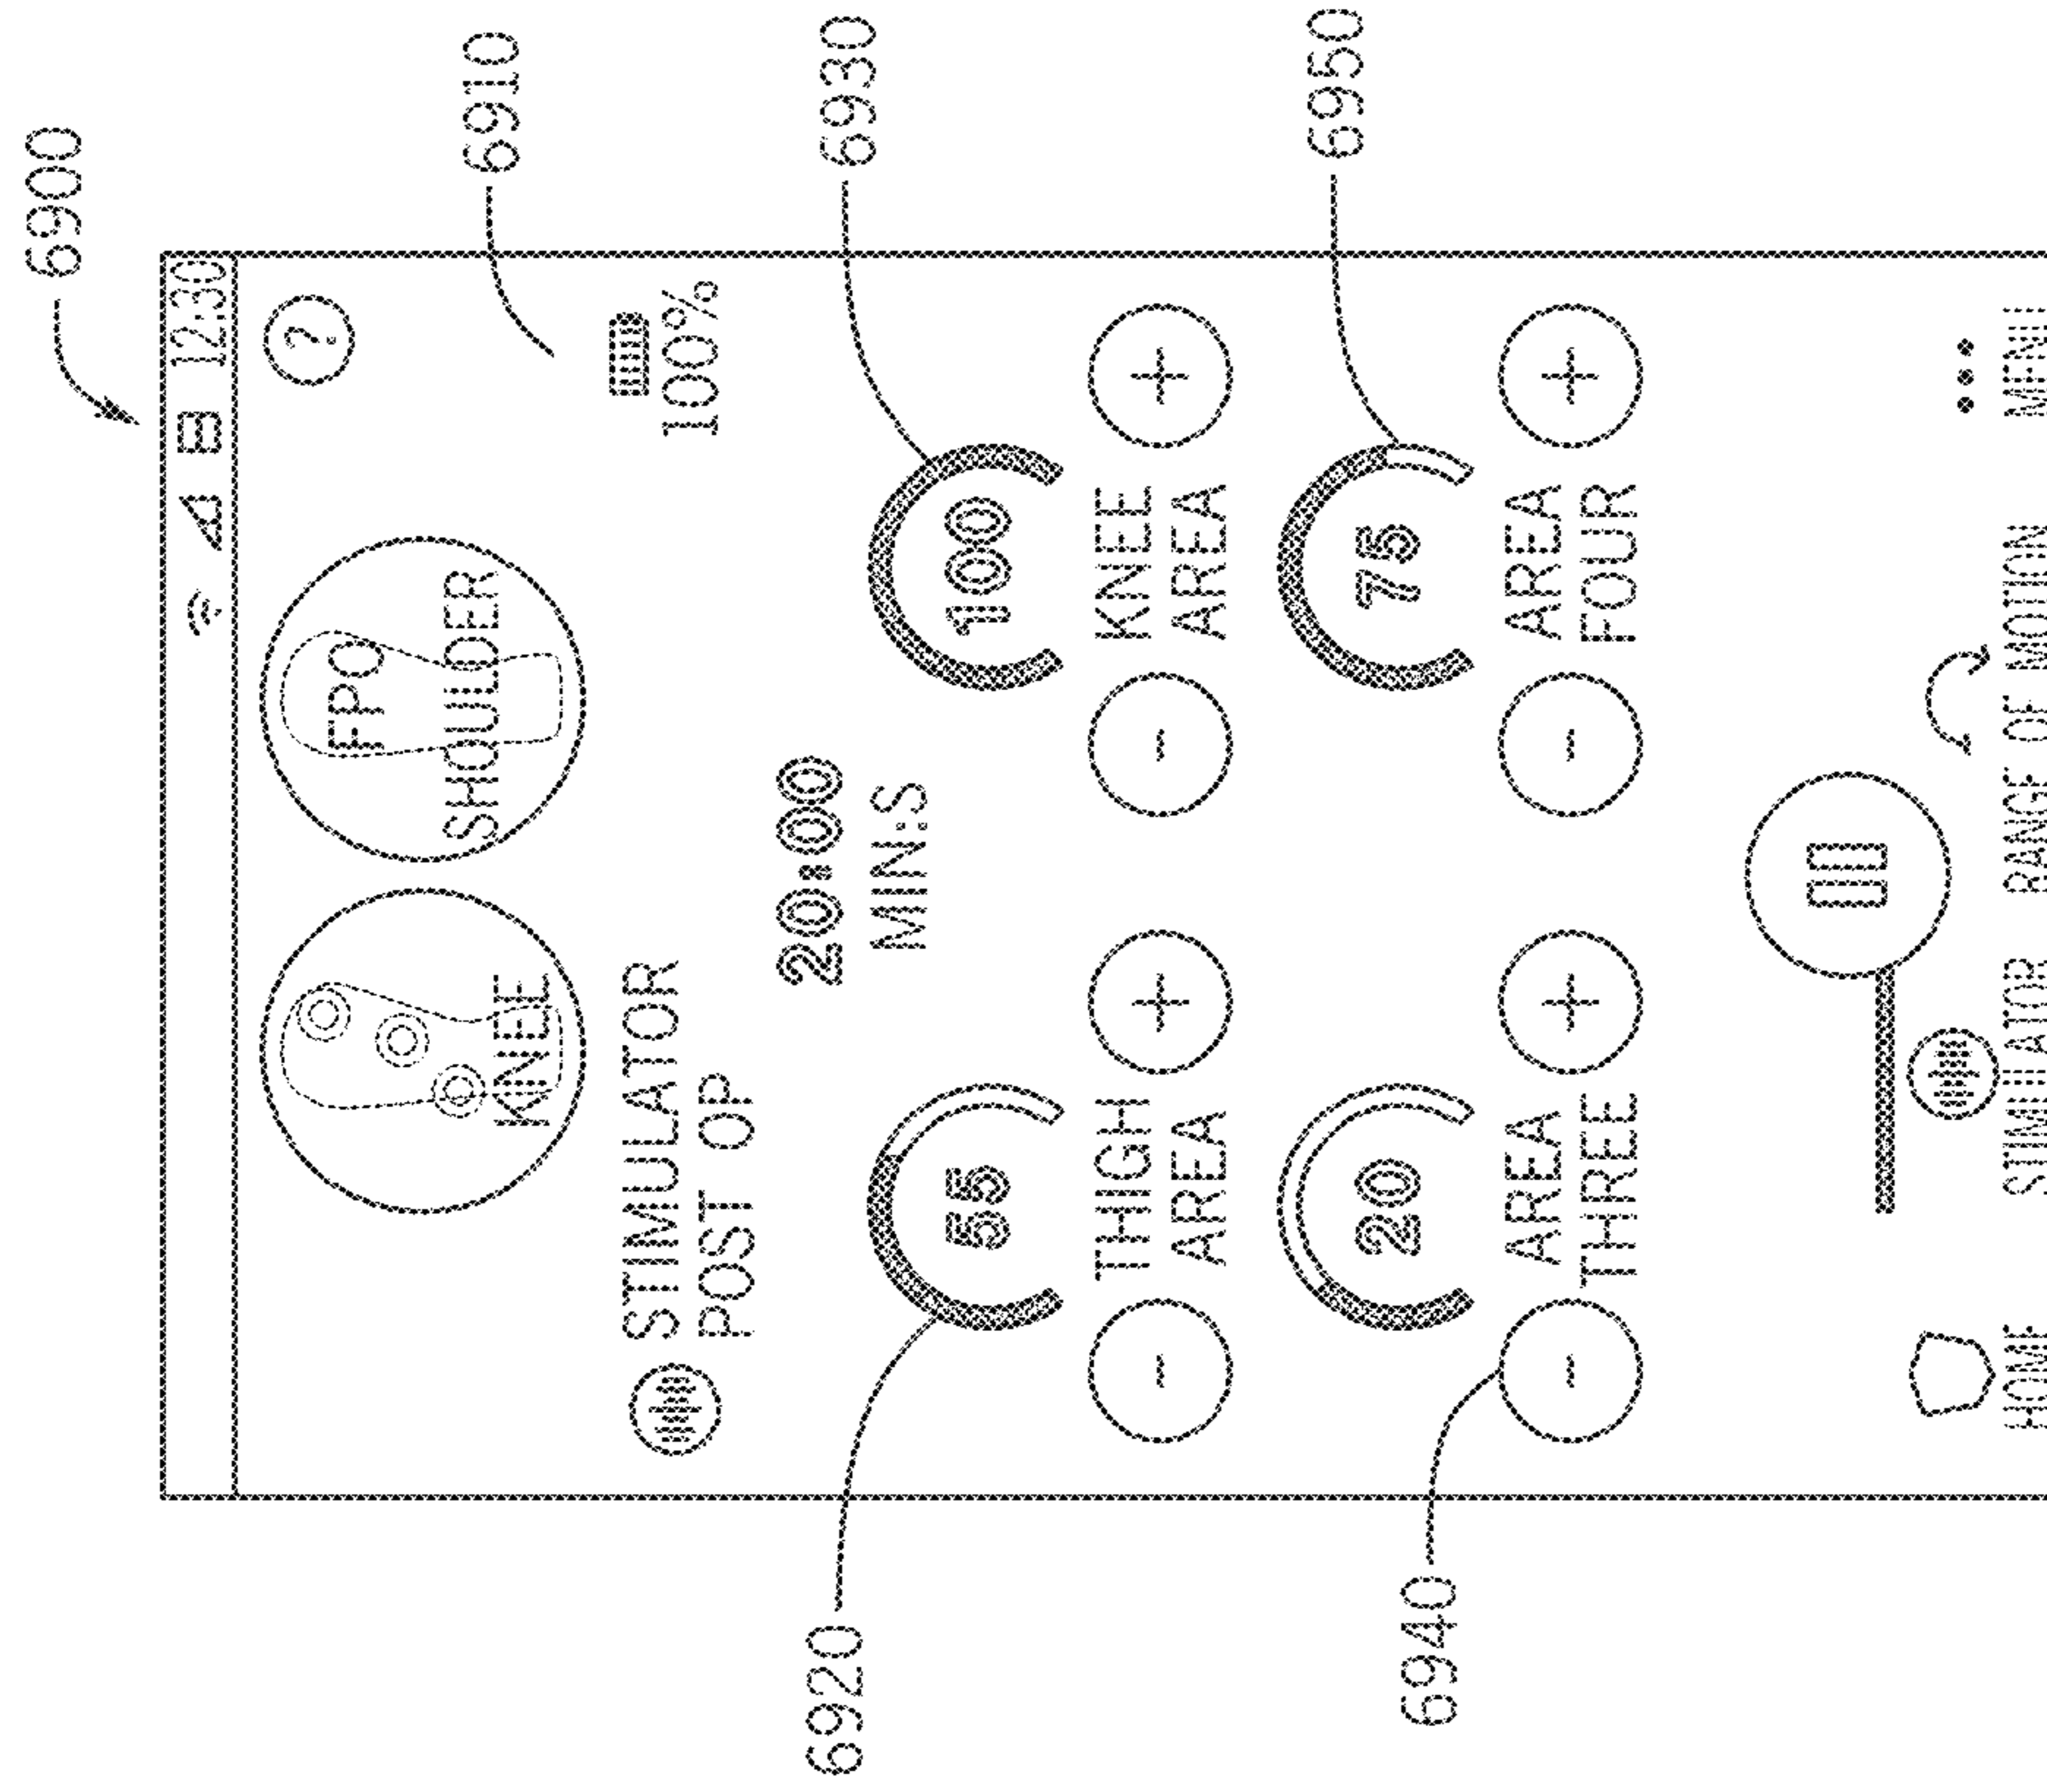 6900
12:30
?
6910
KNEE
FPO
SHOULDER
STIMULATOR
POST OP
100%
20:00
MIN:S
6920
6930
55
100
- THIGH +
AREA
- KNEE +
AREA
6940
6950
20
75
- AREA +
THREE
- AREA +
FOUR
HOME
STIMULATOR
RANGE OF MOTION
MENU